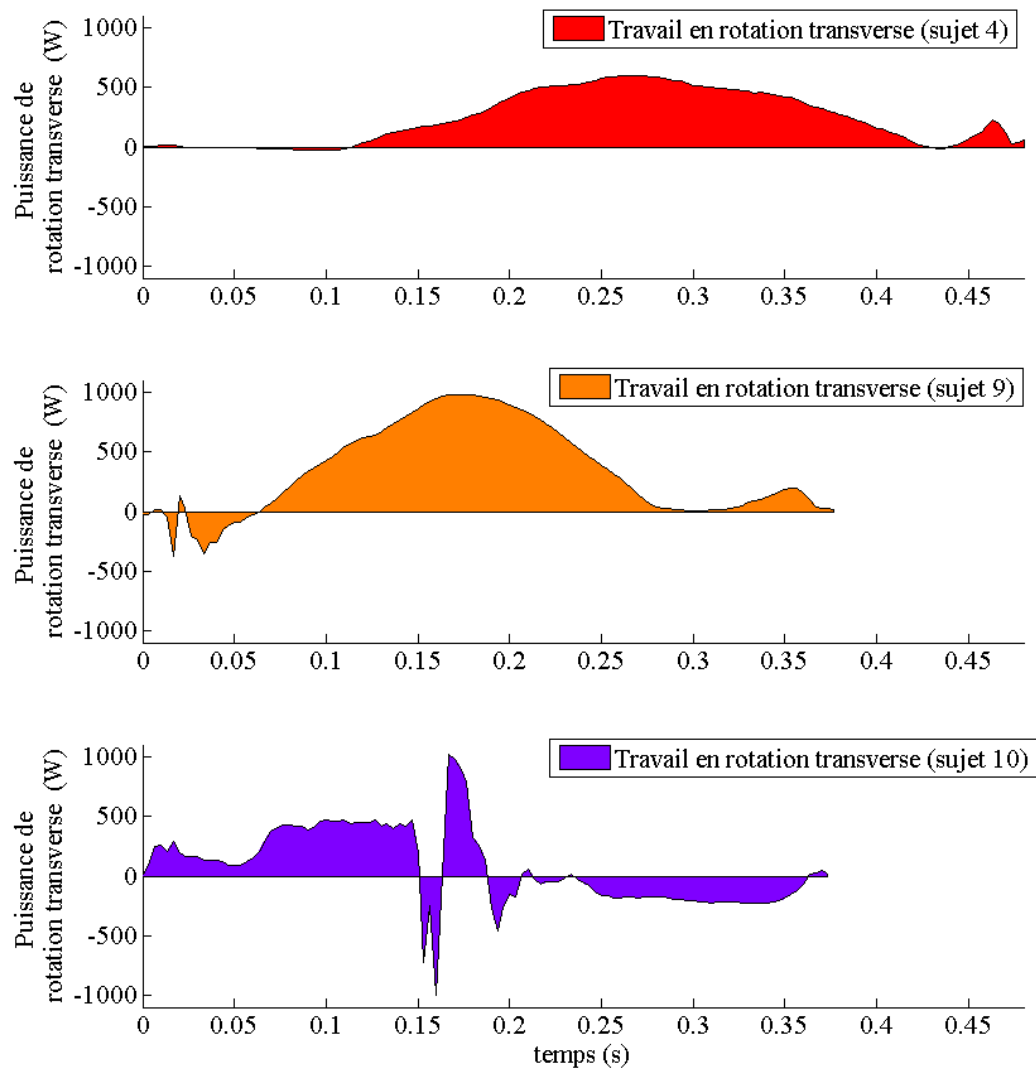 Travail en rotation transverse (sujet 4)
Puissance de
rotation transverse (W)
1000
500
0
-500
-1000
0 0.05 0.1 0.15 0.2 0.25 0.3 0.35 0.4 0.45
Travail en rotation transverse (sujet 9)
Puissance de
rotation transverse (W)
1000
500
0
-500
-1000
0 0.05 0.1 0.15 0.2 0.25 0.3 0.35 0.4 0.45
Travail en rotation transverse (sujet 10)
Puissance de
rotation transverse (W)
1000
500
0
-500
-1000
0 0.05 0.1 0.15 0.2 0.25 0.3 0.35 0.4 0.45
temps (s)